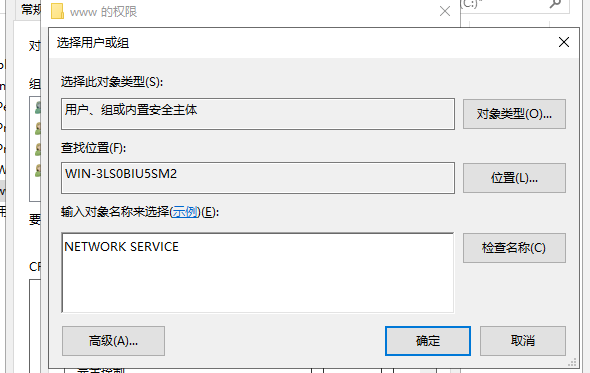 (C:)"
www 的权限
常规
选择用户或组
对
选择此对象类型(S):
组
用户、组或内置安全主体
对象类型(O)...
查找位置(F):
WIN-3LS0BIU5SM2
位置(L)...
输入对象名称来选择(示例)(E):
要
NETWORK SERVICE
检查名称(C)
高级(A)...
确定
取消